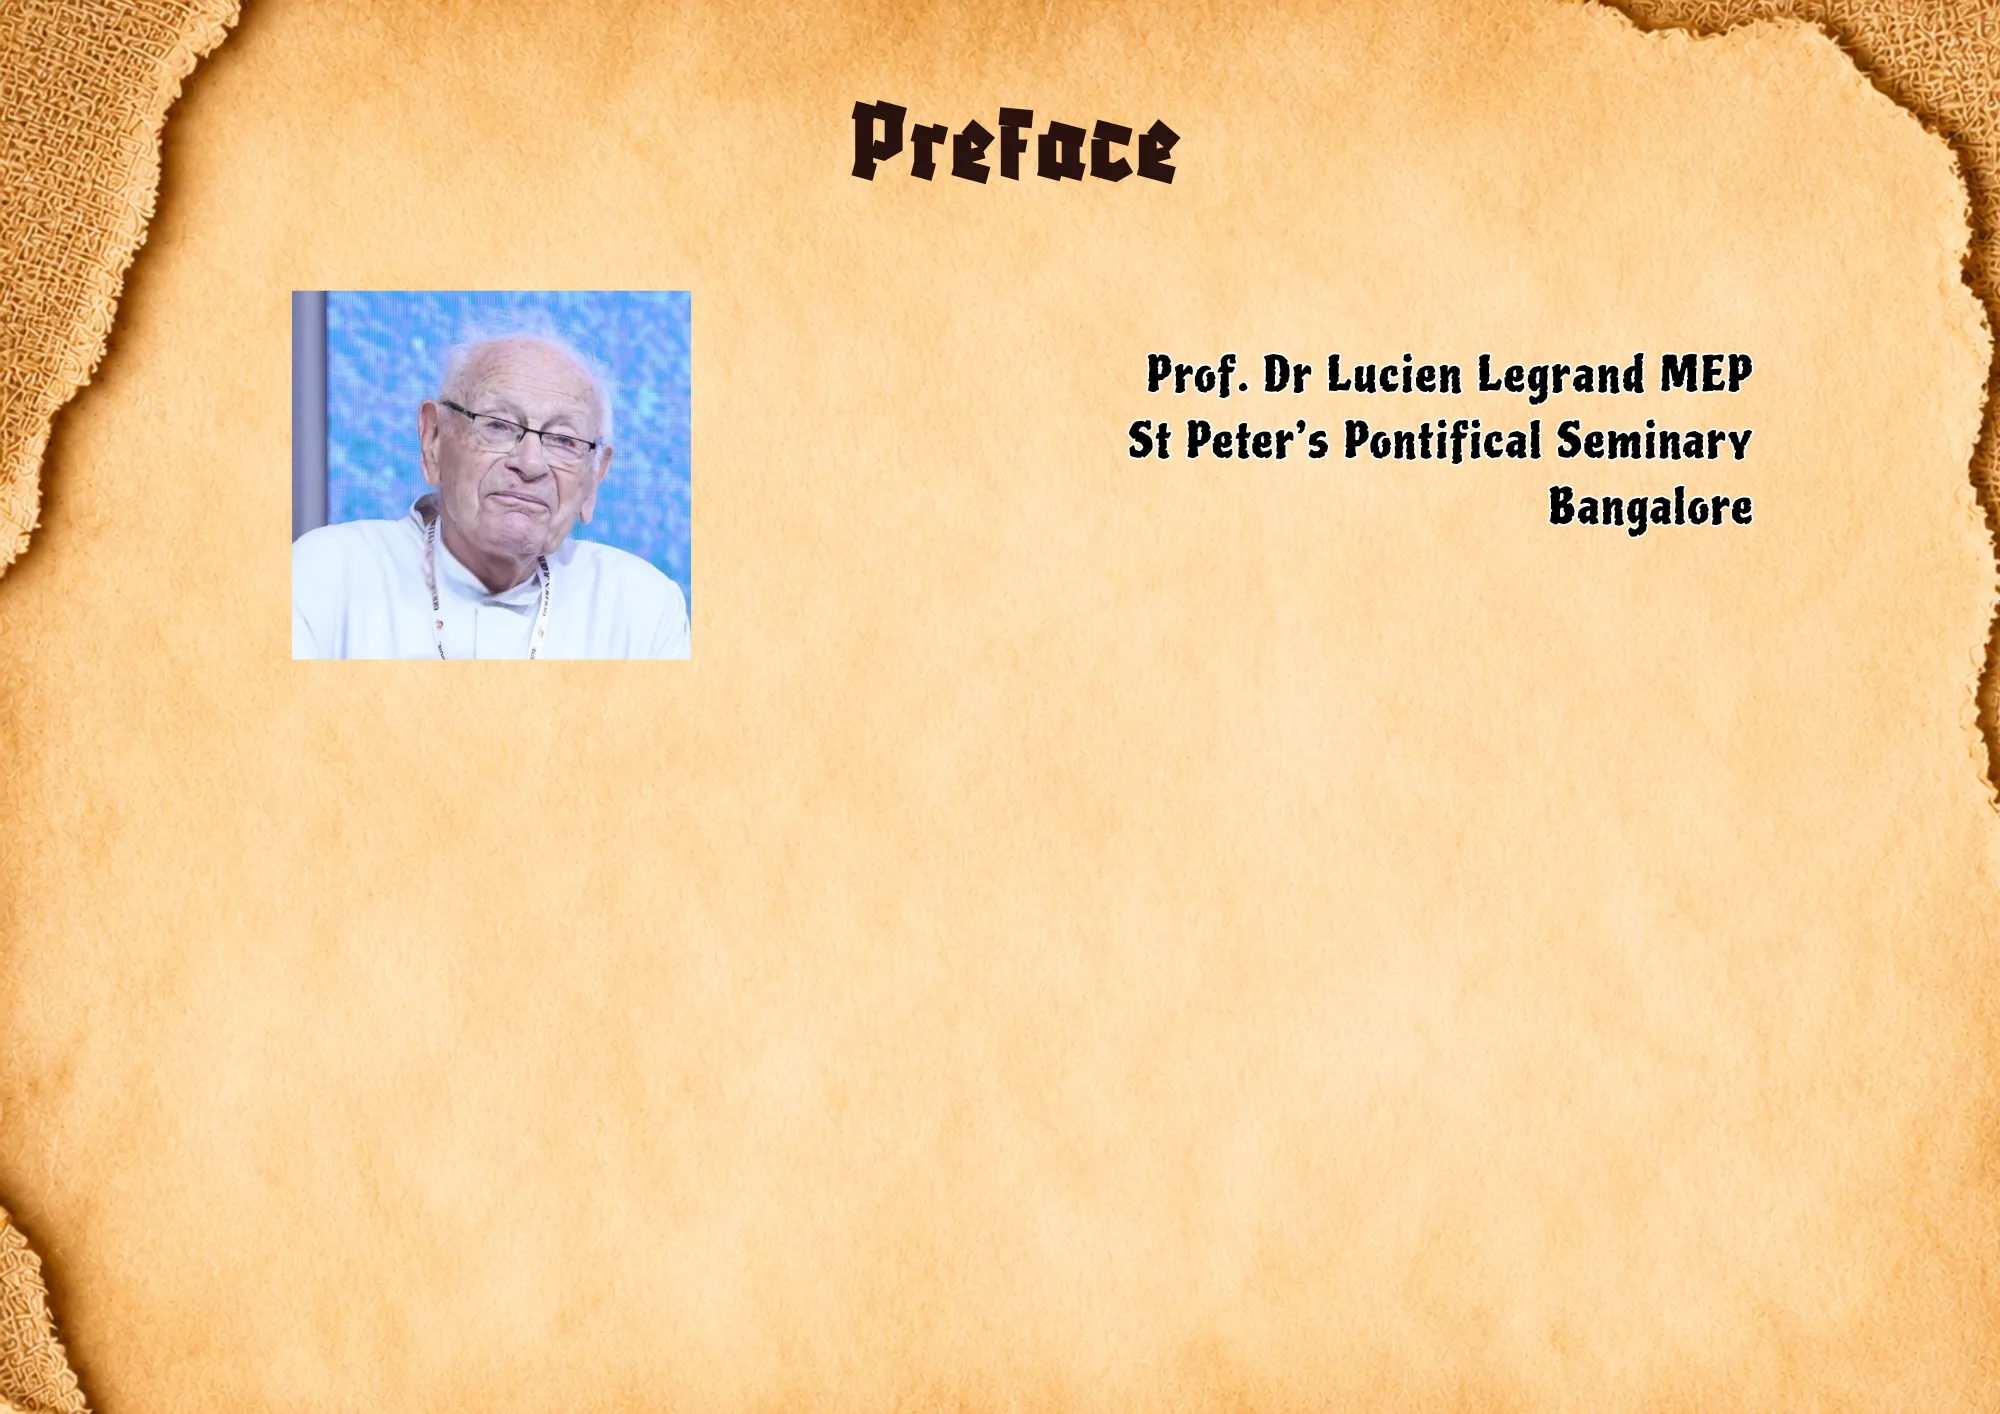 Preface
Prof. Dr Lucien Legrand MEP
St Peter's Pontifical Seminary
Bangalore